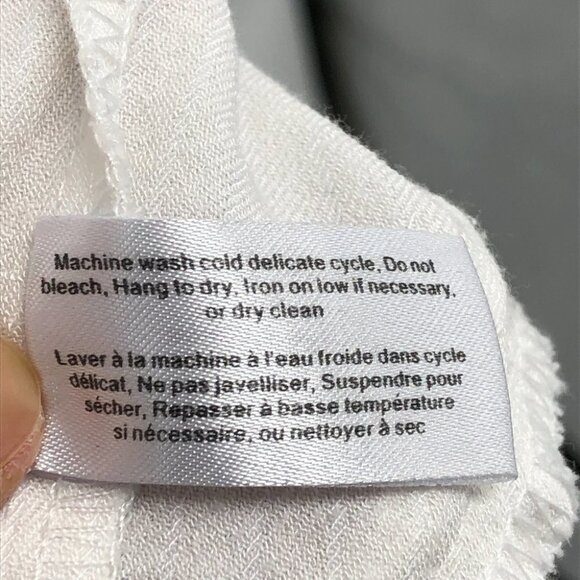 Machine wash cold delicate cycle, Do not
bleach, Hang to dry, Iron on low if necessary,
or dry clean
Laver à la machine à l'eau froide dans cycle
délicat, Ne pas javelliser, Suspendre pour
sécher, Repasser à basse température
si nécessaire, ou nettoyer à sec